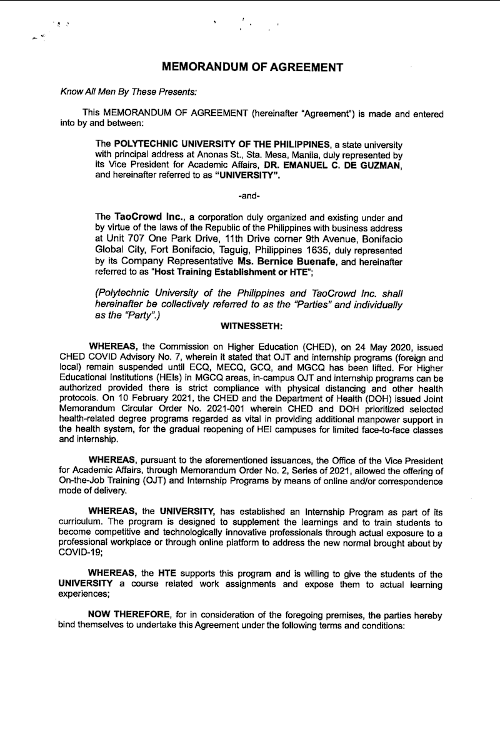 MEMORANDUM OF AGREEMENT
Know All Men By These Presents:
This MEMORANDUM OF AGREEMENT (hereinafter "Agreement") is made and entered
into by and between:
The POLYTECHNIC UNIVERSITY OF THE PHILIPPINES, a state university
with principal address at Anonas St., Sta. Mesa, Manila, duly represented by
its Vice President for Academic Affairs, DR. EMANUEL C. DE GUZMAN,
and hereinafter referred to as "UNIVERSITY".
-and-
The TaoCrowd Inc., a corporation duly organized and existing under and
by virtue of the laws of the Republic of the Philippines with business address
at Unit 707 One Park Drive, 11th Drive corner 9th Avenue, Bonifacio
Global City, Fort Bonifacio, Taguig, Philippines 1635, duly represented
by its Company Representative Ms. Bernice Buenafe, and hereinafter
referred to as "Host Training Establishment or HTE";
(Polytechnic University of the Philippines and TaoCrowd Inc. shall
hereinafter be collectively referred to as the "Parties" and individually
as the "Party".)
WITNESSETH:
WHEREAS, the Commission on Higher Education (CHED), on 24 May 2020, issued
CHED COVID Advisory No. 7, wherein it stated that OJT and internship programs (foreign and
local) remain suspended until ECQ, MECQ, GCQ, and MGCQ has been lifted. For Higher
Educational Institutions (HEIs) in MGCQ areas, in-campus OJT and internship programs can be
authorized provided there is strict compliance with physical distancing and other health
protocols. On 10 February 2021, the CHED and the Department of Health (DOH) issued Joint
Memorandum Circular Order No. 2021-001 wherein CHED and DOH prioritized selected
health-related degree programs regarded as vital in providing additional manpower support in
the health system, for the gradual reopening of HEI campuses for limited face-to-face classes
and internship.
WHEREAS, pursuant to the aforementioned issuances, the Office of the Vice President
for Academic Affairs, through Memorandum Order No. 2, Series of 2021, allowed the offering of
On-the-Job Training (OJT) and Internship Programs by means of online and/or correspondence
mode of delivery.
WHEREAS, the UNIVERSITY, has established an Internship Program as part of its
curriculum. The program is designed to supplement the learnings and to train students to
become competitive and technologically innovative professionals through actual exposure to a
professional workplace or through online platform to address the new normal brought about by
COVID-19;
WHEREAS, the HTE supports this program and is willing to give the students of the
UNIVERSITY a course related work assignments and expose them to actual learning
experiences;
NOW THEREFORE, for in consideration of the foregoing premises, the parties hereby
bind themselves to undertake this Agreement under the following terms and conditions: